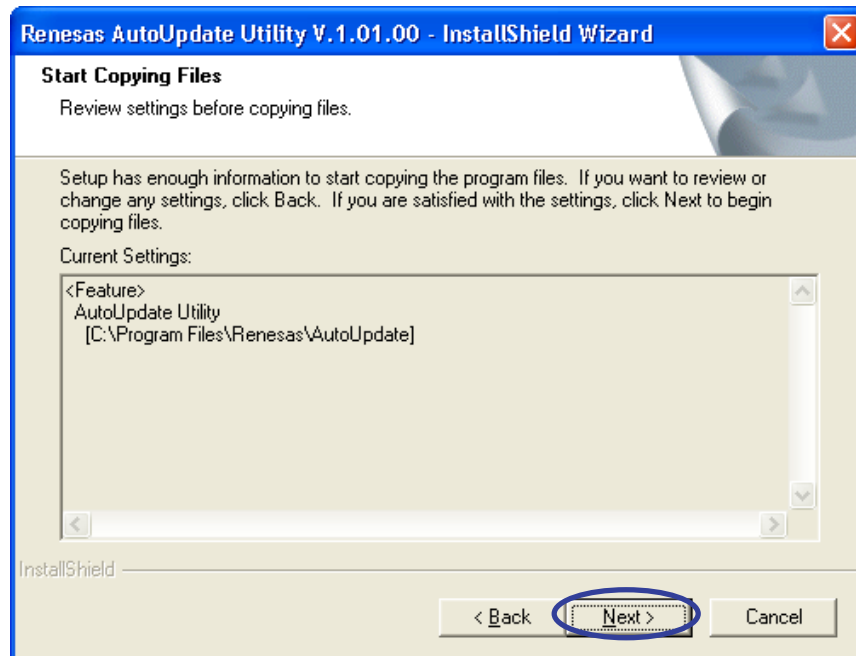 Renesas AutoUpdate Utility V.1.01.00 - InstallShield Wizard
Start Copying Files
Review settings before copying files.
Setup has enough information to start copying the program files.  If you want to review or
change any settings, click Back.  If you are satisfied with the settings, click Next to begin
copying files.
Current Settings:
<Feature>
AutoUpdate Utility
[C:\Program Files\Renesas\AutoUpdate]
InstallShield
< Back
Next >
Cancel